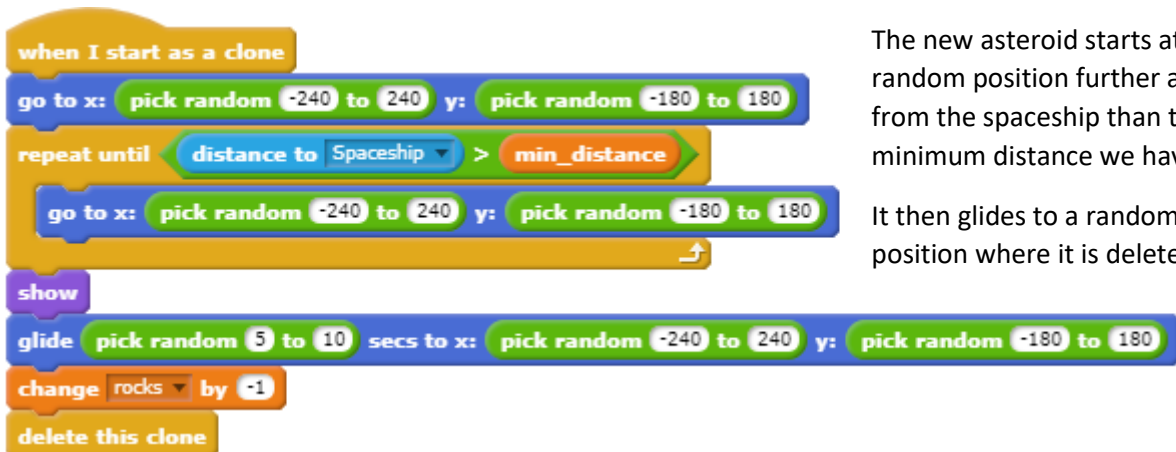 when I start as a clone
go to x: pick random -240 to 240 y: pick random -180 to 180
repeat until distance to Spaceship > min_distance
go to x: pick random -240 to 240 y: pick random -180 to 180
show
glide pick random 5 to 10 secs to x: pick random -240 to 240 y: pick random -180 to 180
change rocks by -1
delete this clone
The new asteroid starts
random position further
from the spaceship than
minimum distance we
It then glides to a random
position where it is